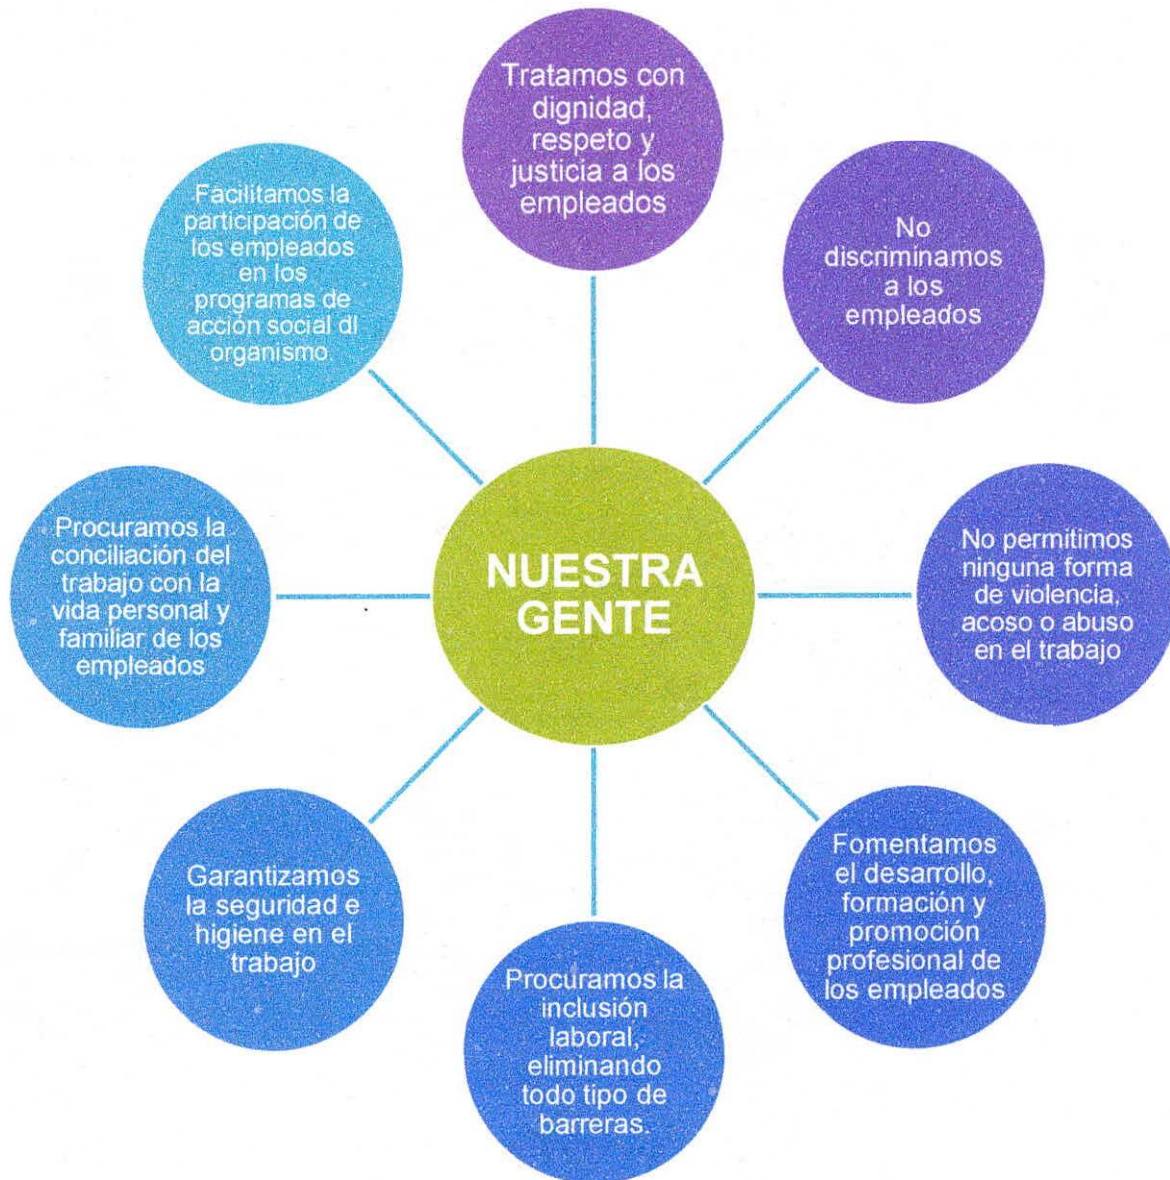 Tratamos con
dignidad,
respeto y
justicia a los
empleados
No
discriminamos
a los
empleados
No permitimos
ninguna forma
de violencia,
acoso o abuso
en el trabajo
Fomentamos
el desarrollo,
formación y
promoción
profesional de
los empleados
Procuramos la
inclusión
laboral,
eliminando
todo tipo de
barreras.
Garantizamos
la seguridad e
higiene en el
trabajo
Procuramos la
conciliación del
trabajo con la
vida personal y
familiar de los
empleados
Facilitamos la
participación de
los empleados
en los
programas de
acción social dl
organismo
NUESTRA
GENTE